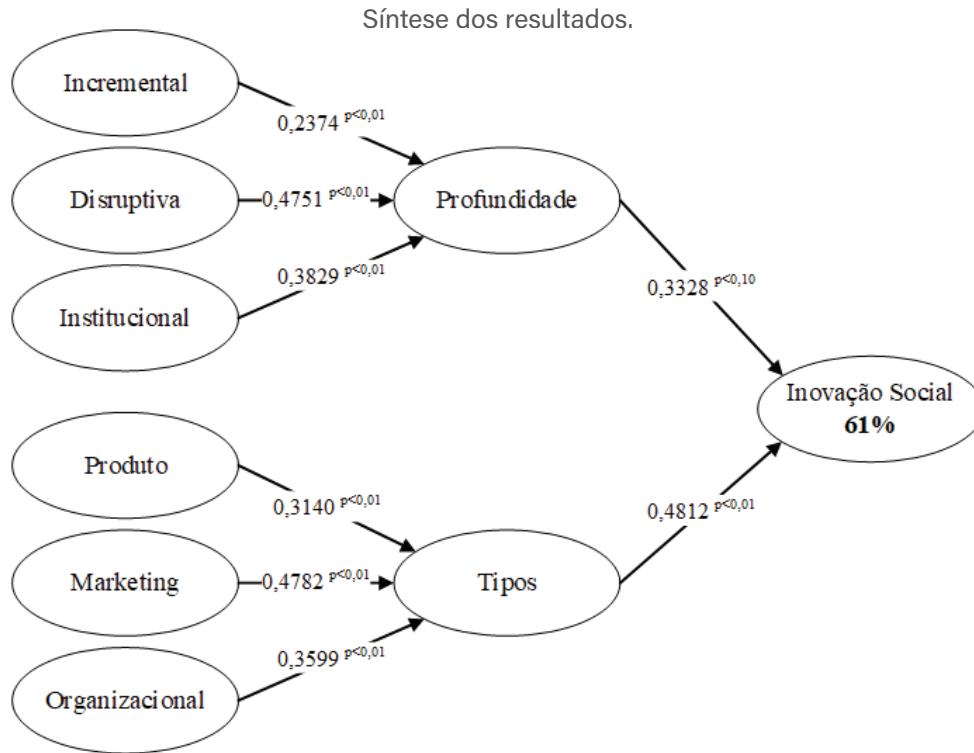 Síntese dos resultados.
Incremental
0,2374 p<0,01
Disruptiva
0,4751 p<0,01
Profundidade
Institucional
0,3829 p<0,01
0,3328 p<0,10
Inovação Social
61%
Produto
0,3140 p<0,01
Marketing
0,4782 p<0,01
Tipos
0,4812 p<0,01
Organizacional
0,3599 p<0,01